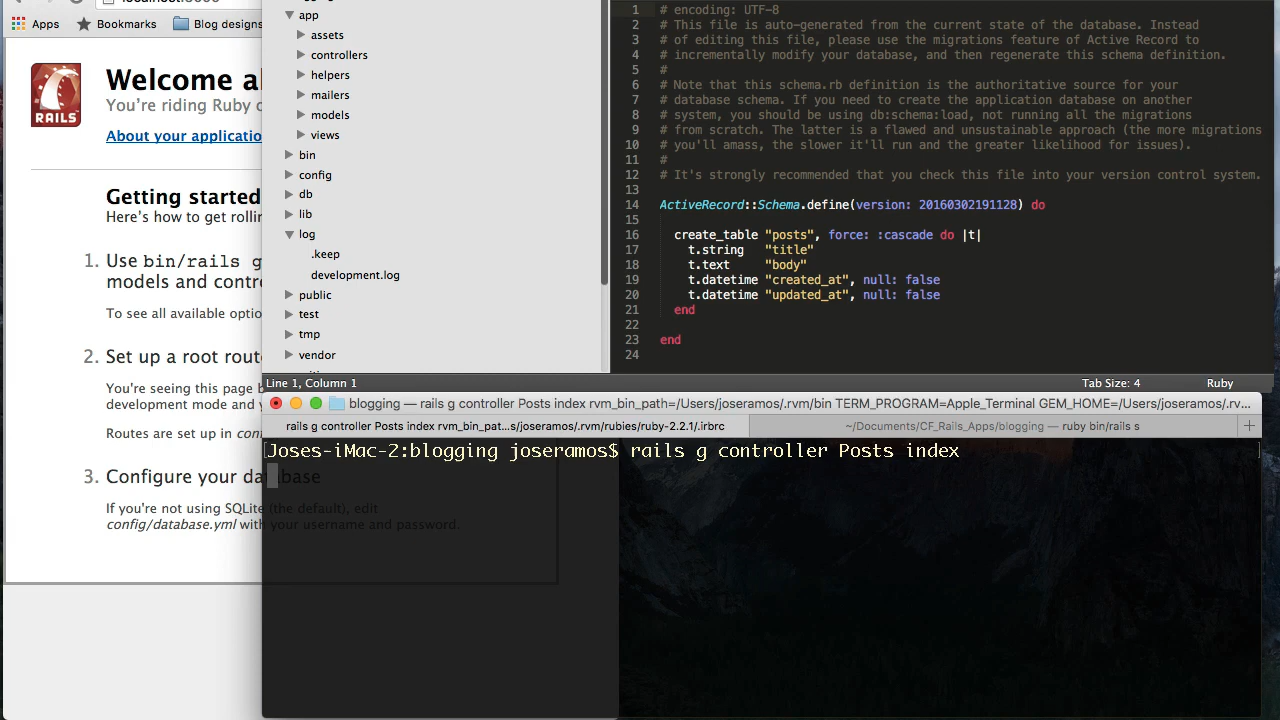 Apps Bookmarks Blog designs
Welcome a
You're riding Ruby
About your applicatio
RAILS
Getting started
Here's how to get rollin
1. Use bin/rails g
models and contr
To see all available optio
2. Set up a root rout
You're seeing this page b
development mode and y
Routes are set up in con
3. Configure your database
If you're not using SQLite (the default), edit
config/database.yml with your username and password.
app
assets
controllers
helpers
mailers
models
views
bin
config
db
lib
log
.keep
development.log
public
test
tmp
vendor
1 # encoding: UTF-8
2 # This file is auto-generated from the current state of the database. Instead
3 # of editing this file, please use the migrations feature of Active Record to
4 # incrementally modify your database, and then regenerate this schema definition.
5 #
6 # Note that this schema.rb definition is the authoritative source for your
7 # database schema. If you need to create the application database on another
8 # system, you should be using db:schema:load, not running all the migrations
9 # from scratch. The latter is a flawed and unsustainable approach (the more migrations
10 # you'll amass, the slower it'll run and the greater likelihood for issues).
11 #
12 # It's strongly recommended that you check this file into your version control system.
13
14 ActiveRecord::Schema.define(version: 20160302191128) do
15
16 create_table "posts", force: :cascade do |t|
17 t.string "title"
18 t.text "body"
19 t.datetime "created_at", null: false
20 t.datetime "updated_at", null: false
21 end
22
23 end
24
Line 1, Column 1 Tab Size: 4 Ruby
blogging — rails g controller Posts index rvm_bin_path=/Users/joseramos/.rvm/bin TERM_PROGRAM=Apple_Terminal GEM_HOME=/Users/joseramos/.rv...
rails g controller Posts index rvm_bin_pat...s/joseramos/.rvm/rubies/ruby-2.2.1/.irbrc ~/Documents/CF_Rails_Apps/blogging — ruby bin/rails s +
[Joses-iMac-2:blogging joseramos$ rails g controller Posts index ]